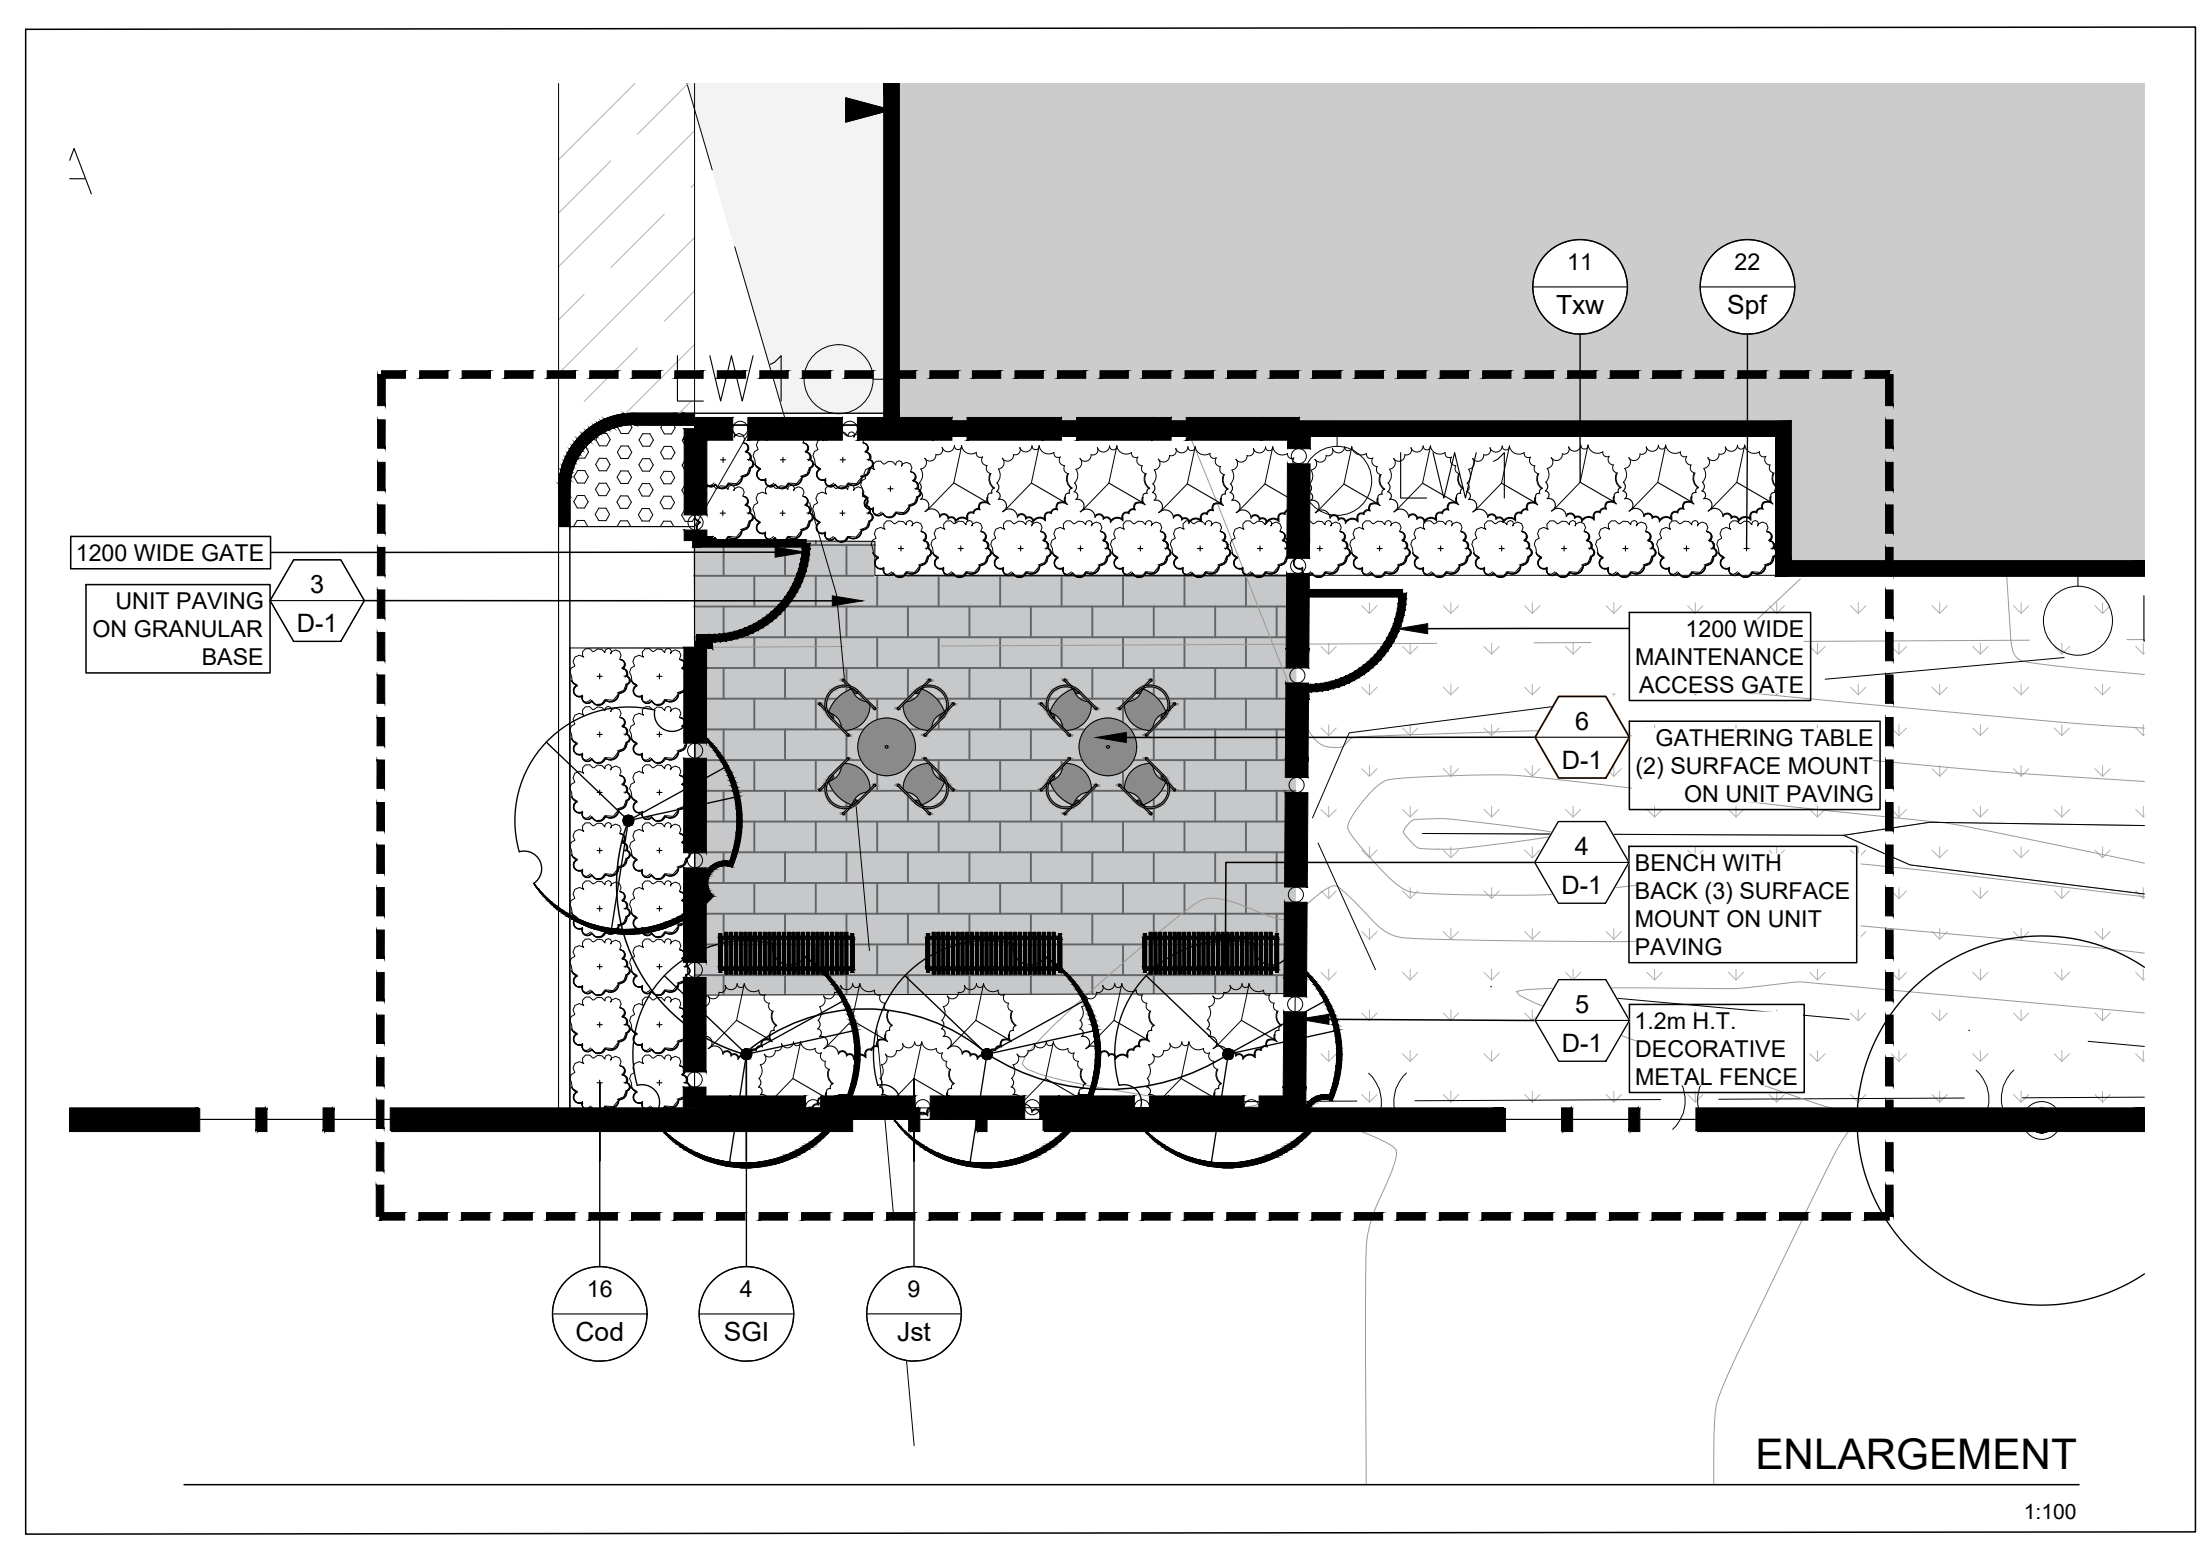 A
11
Txw
22
Spf
LW1
LW1
1200 WIDE GATE
3
D-1
UNIT PAVING
ON GRANULAR
BASE
1200 WIDE
MAINTENANCE
ACCESS GATE
6
D-1
GATHERING TABLE
(2) SURFACE MOUNT
ON UNIT PAVING
4
D-1
BENCH WITH
BACK (3) SURFACE
MOUNT ON UNIT
PAVING
5
D-1
1.2m H.T.
DECORATIVE
METAL FENCE
16
Cod
4
SGI
9
Jst
ENLARGEMENT
1:100